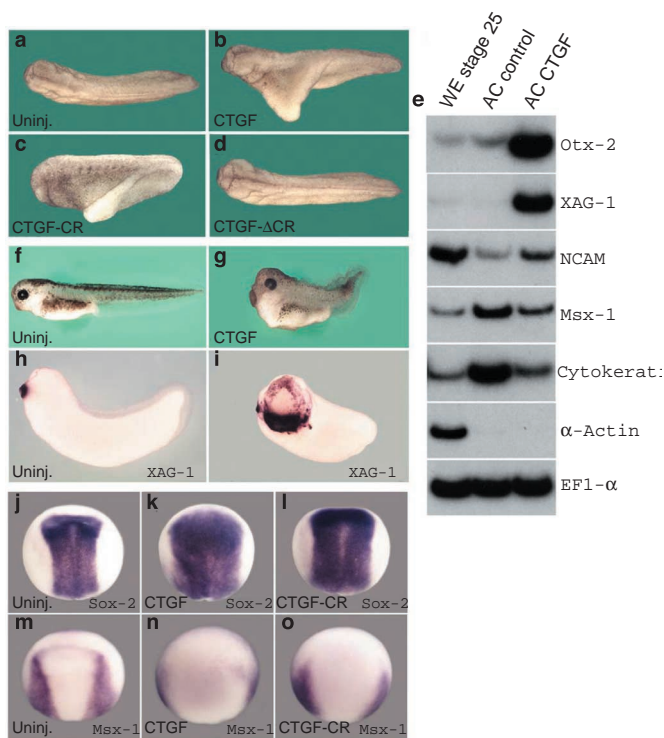 a
Uninj.
b
CTGF
c
CTGF-CR
d
CTGF-ΔCR
e
WE stage 25
AC control
AC CTGF
Otx-2
XAG-1
NCAM
Msx-1
Cytokerati
α-Actin
EF1-α
f
Uninj.
g
CTGF
h
Uninj.
XAG-1
i
XAG-1
j
Uninj.
Sox-2
k
CTGF
Sox-2
l
CTGF-CR
Sox-2
m
Uninj.
Msx-1
n
CTGF
Msx-1
o
CTGF-CR
Msx-1